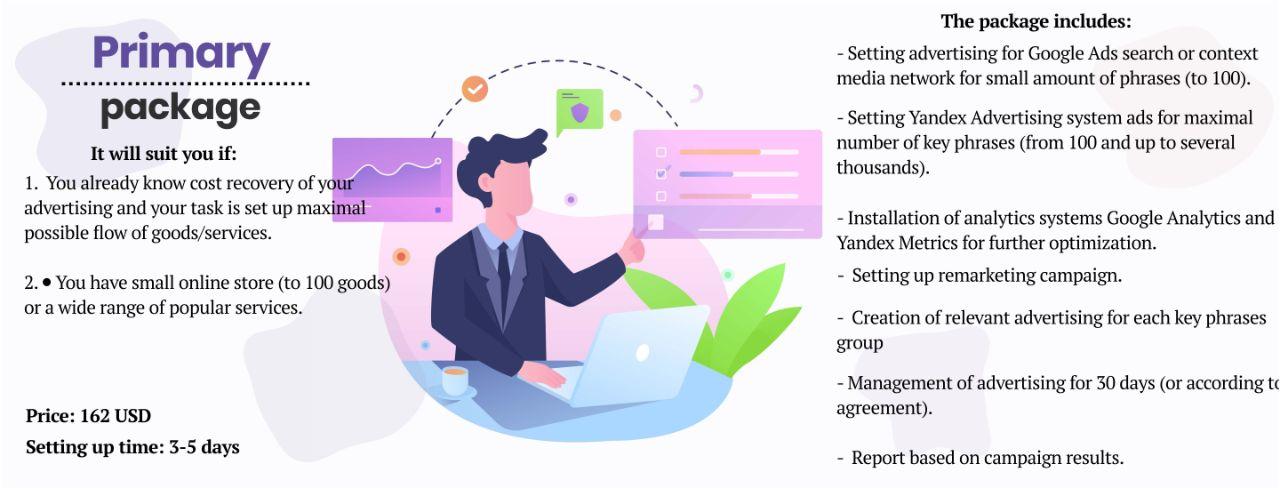 Primary
package
It will suit you if:
1. You already know cost recovery of your
advertising and your task is set up maximal
possible flow of goods/services.
2. • You have small online store (to 100 goods)
or a wide range of popular services.
Price: 162 USD
Setting up time: 3-5 days
The package includes:
- Setting advertising for Google Ads search or context
media network for small amount of phrases (to 100).
- Setting Yandex Advertising system ads for maximal
number of key phrases (from 100 and up to several
thousands).
- Installation of analytics systems Google Analytics and
Yandex Metrics for further optimization.
- Setting up remarketing campaign.
- Creation of relevant advertising for each key phrases
group
- Management of advertising for 30 days (or according to
agreement).
- Report based on campaign results.